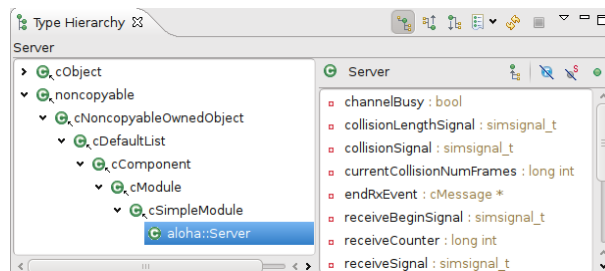 Type Hierarchy
Server
cObject
noncopyable
cNoncopyableOwnedObject
cDefaultList
cComponent
cModule
cSimpleModule
aloha::Server
Server
channelBusy : bool
collisionLengthSignal : simsignal_t
collisionSignal : simsignal_t
currentCollisionNumFrames : long int
endRxEvent : cMessage *
receiveBeginSignal : simsignal_t
receiveCounter : long int
receiveSignal : simsignal_t